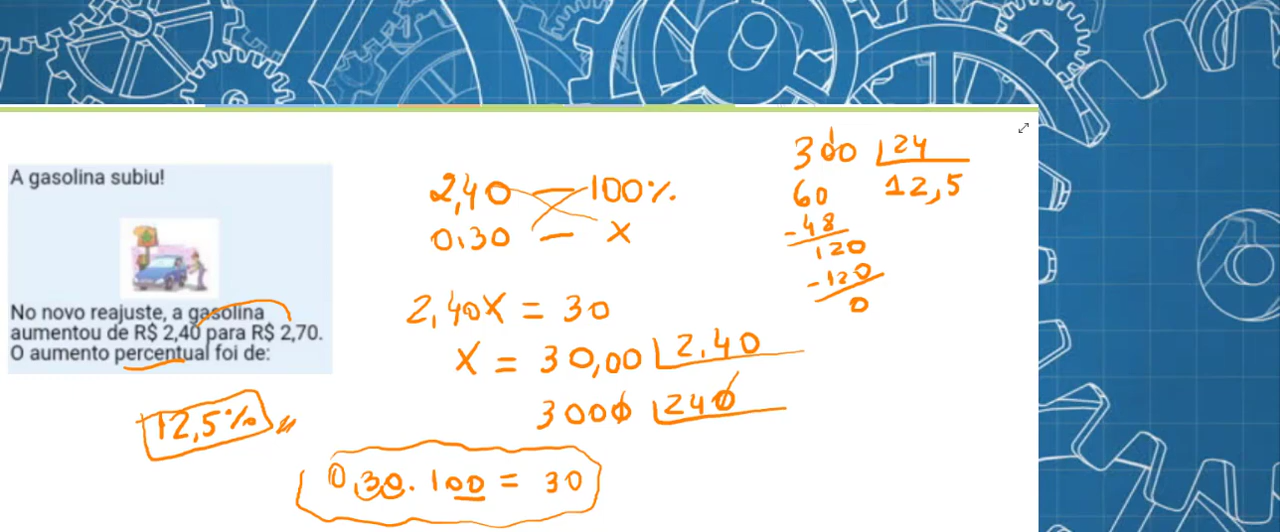 A gasolina subiu!
No novo reajuste, a gasolina
aumentou de R$ 2,40 para R$ 2,70.
O aumento percentual foi de:
12,5%
2,40 — 100%.
0,30 — x
2,40x = 30
x = 30,00 2,40
3000 240
0,30 . 100 = 30
300 24
60 12,5
-48
120
-120
0